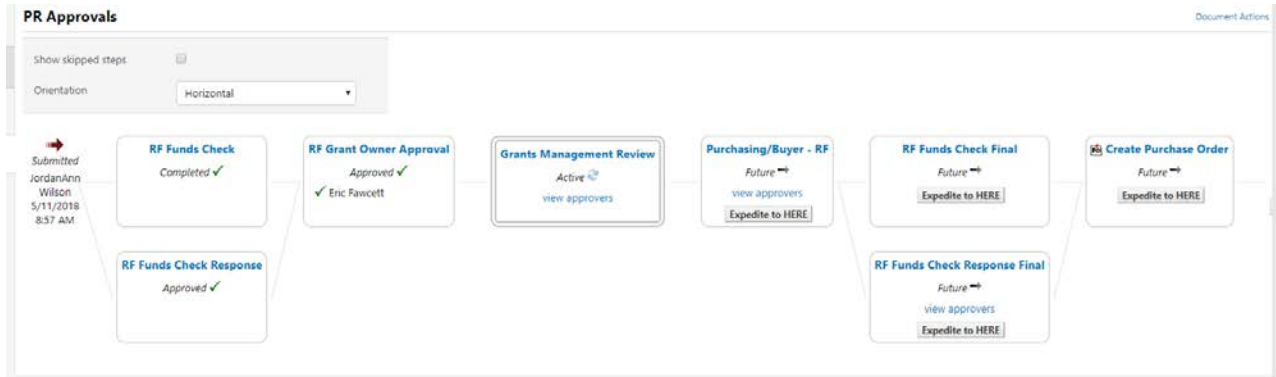 PR Approvals
Document Actions
Show skipped steps
Orientation
Horizontal
Submitted
JordanAnn
Wilson
5/11/2018
8:57 AM
RF Funds Check
Completed
RF Funds Check Response
Approved
RF Grant Owner Approval
Approved
Eric Fawcett
Grants Management Review
Active
view approvers
Purchasing/Buyer - RF
Future
view approvers
Expedite to HERE
RF Funds Check Final
Future
Expedite to HERE
RF Funds Check Response Final
Future
view approvers
Expedite to HERE
Create Purchase Order
Future
Expedite to HERE